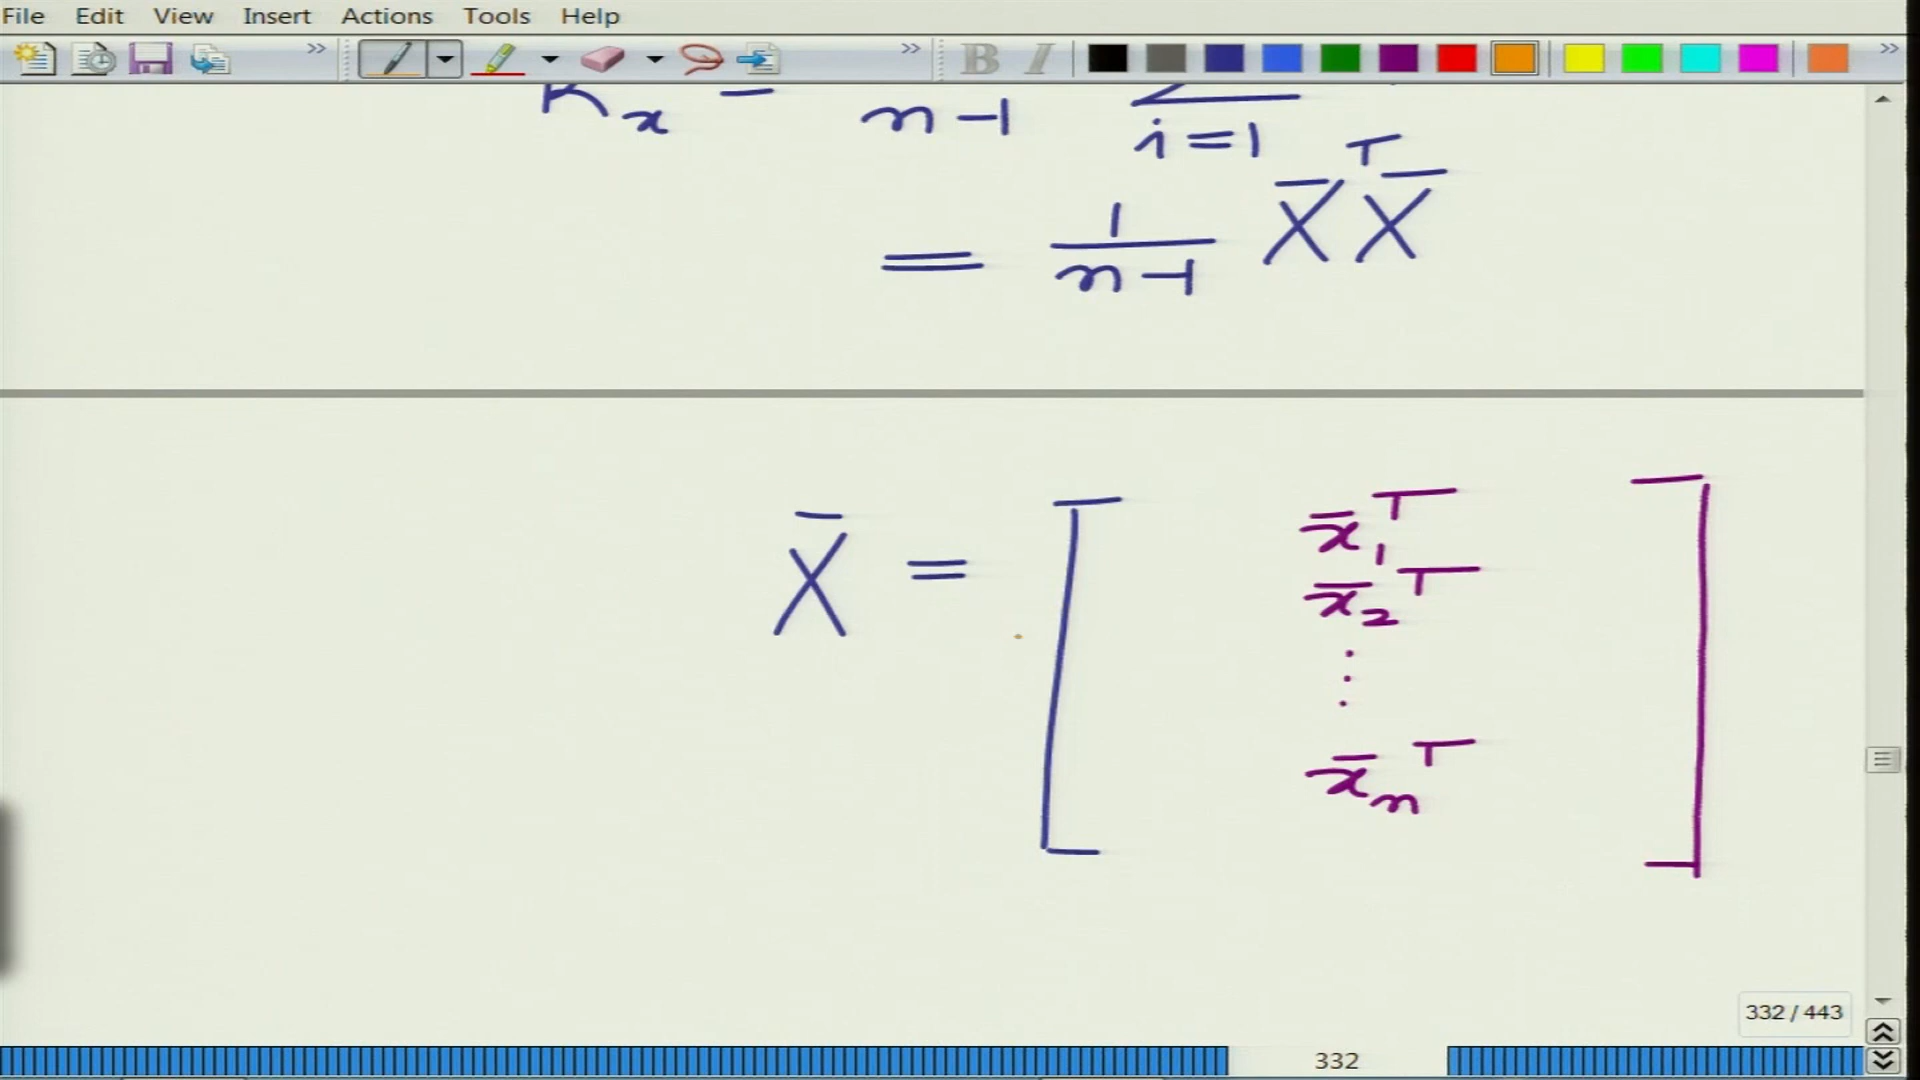 File Edit View Insert Actions Tools Help
B I
R_x = n-1 Σ i=1
= 1/(n-1) X̄^T X̄
X̄ = [ x̄_1^T
x̄_2^T
⋮
x̄_n^T ]
332 / 443
332